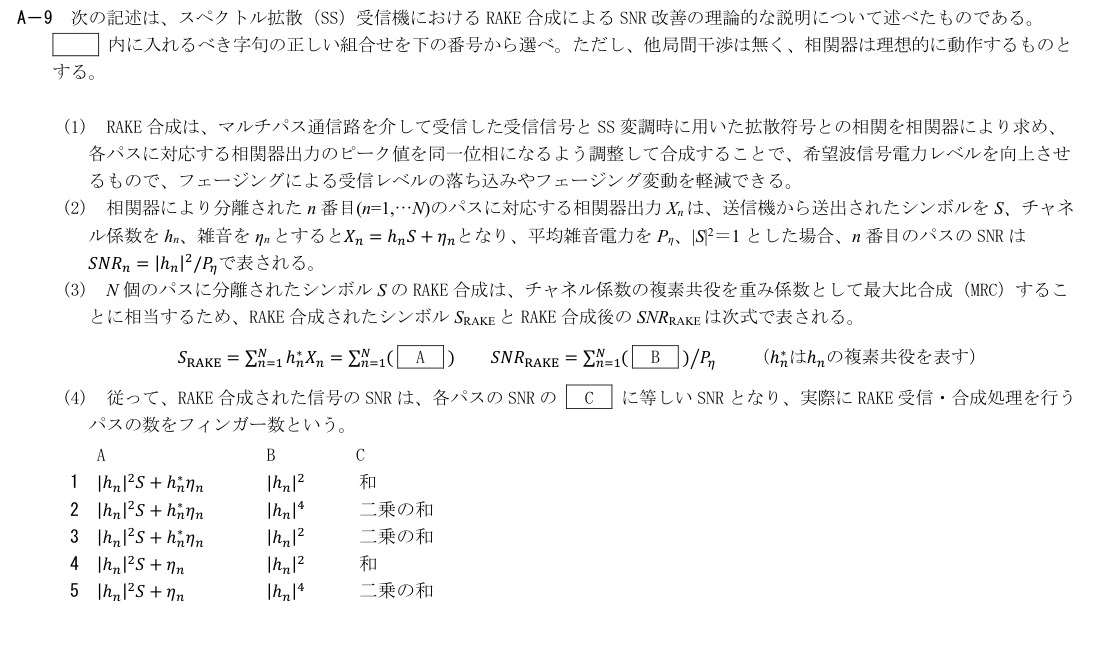 A－9 次の記述は、スペクトル拡散（SS）受信機における RAKE 合成による SNR 改善の理論的な説明について述べたものである。
内に入れるべき字句の正しい組合せを下の番号から選べ。ただし、他局間干渉は無く、相関器は理想的に動作するものと
する。
(1) RAKE 合成は、マルチパス通信路を介して受信した受信信号と SS 変調時に用いた拡散符号との相関を相関器により求め、
各パスに対応する相関器出力のピーク値を同一位相になるよう調整して合成することで、希望波信号電力レベルを向上させ
るもので、フェージングによる受信レベルの落ち込みやフェージング変動を軽減できる。
(2) 相関器により分離された n 番目(n=1,⋯N)のパスに対応する相関器出力 Xₙは、送信機から送出されたシンボルを S、チャネ
ル係数を hₙ、雑音を ηₙとするとXₙ = hₙS + ηₙとなり、平均雑音電力を P_η、|S|²＝1 とした場合、n 番目のパスの SNR は
SNRₙ = |hₙ|²/P_ηで表される。
(3) N 個のパスに分離されたシンボル S の RAKE 合成は、チャネル係数の複素共役を重み係数として最大比合成（MRC）するこ
とに相当するため、RAKE 合成されたシンボル S_RAKE と RAKE 合成後の SNR_RAKE は次式で表される。
S_RAKE = ∑ₙ₌₁ᴺ hₙ*Xₙ = ∑ₙ₌₁ᴺ( A ) SNR_RAKE = ∑ₙ₌₁ᴺ( B )/P_η （hₙ*はhₙの複素共役を表す）
(4) 従って、RAKE 合成された信号の SNR は、各パスの SNR の C に等しい SNR となり、実際に RAKE 受信・合成処理を行う
パスの数をフィンガー数という。
A B C
1 |hₙ|²S + hₙ*ηₙ |hₙ|² 和
2 |hₙ|²S + hₙ*ηₙ |hₙ|⁴ 二乗の和
3 |hₙ|²S + hₙ*ηₙ |hₙ|² 二乗の和
4 |hₙ|²S + ηₙ |hₙ|² 和
5 |hₙ|²S + ηₙ |hₙ|⁴ 二乗の和